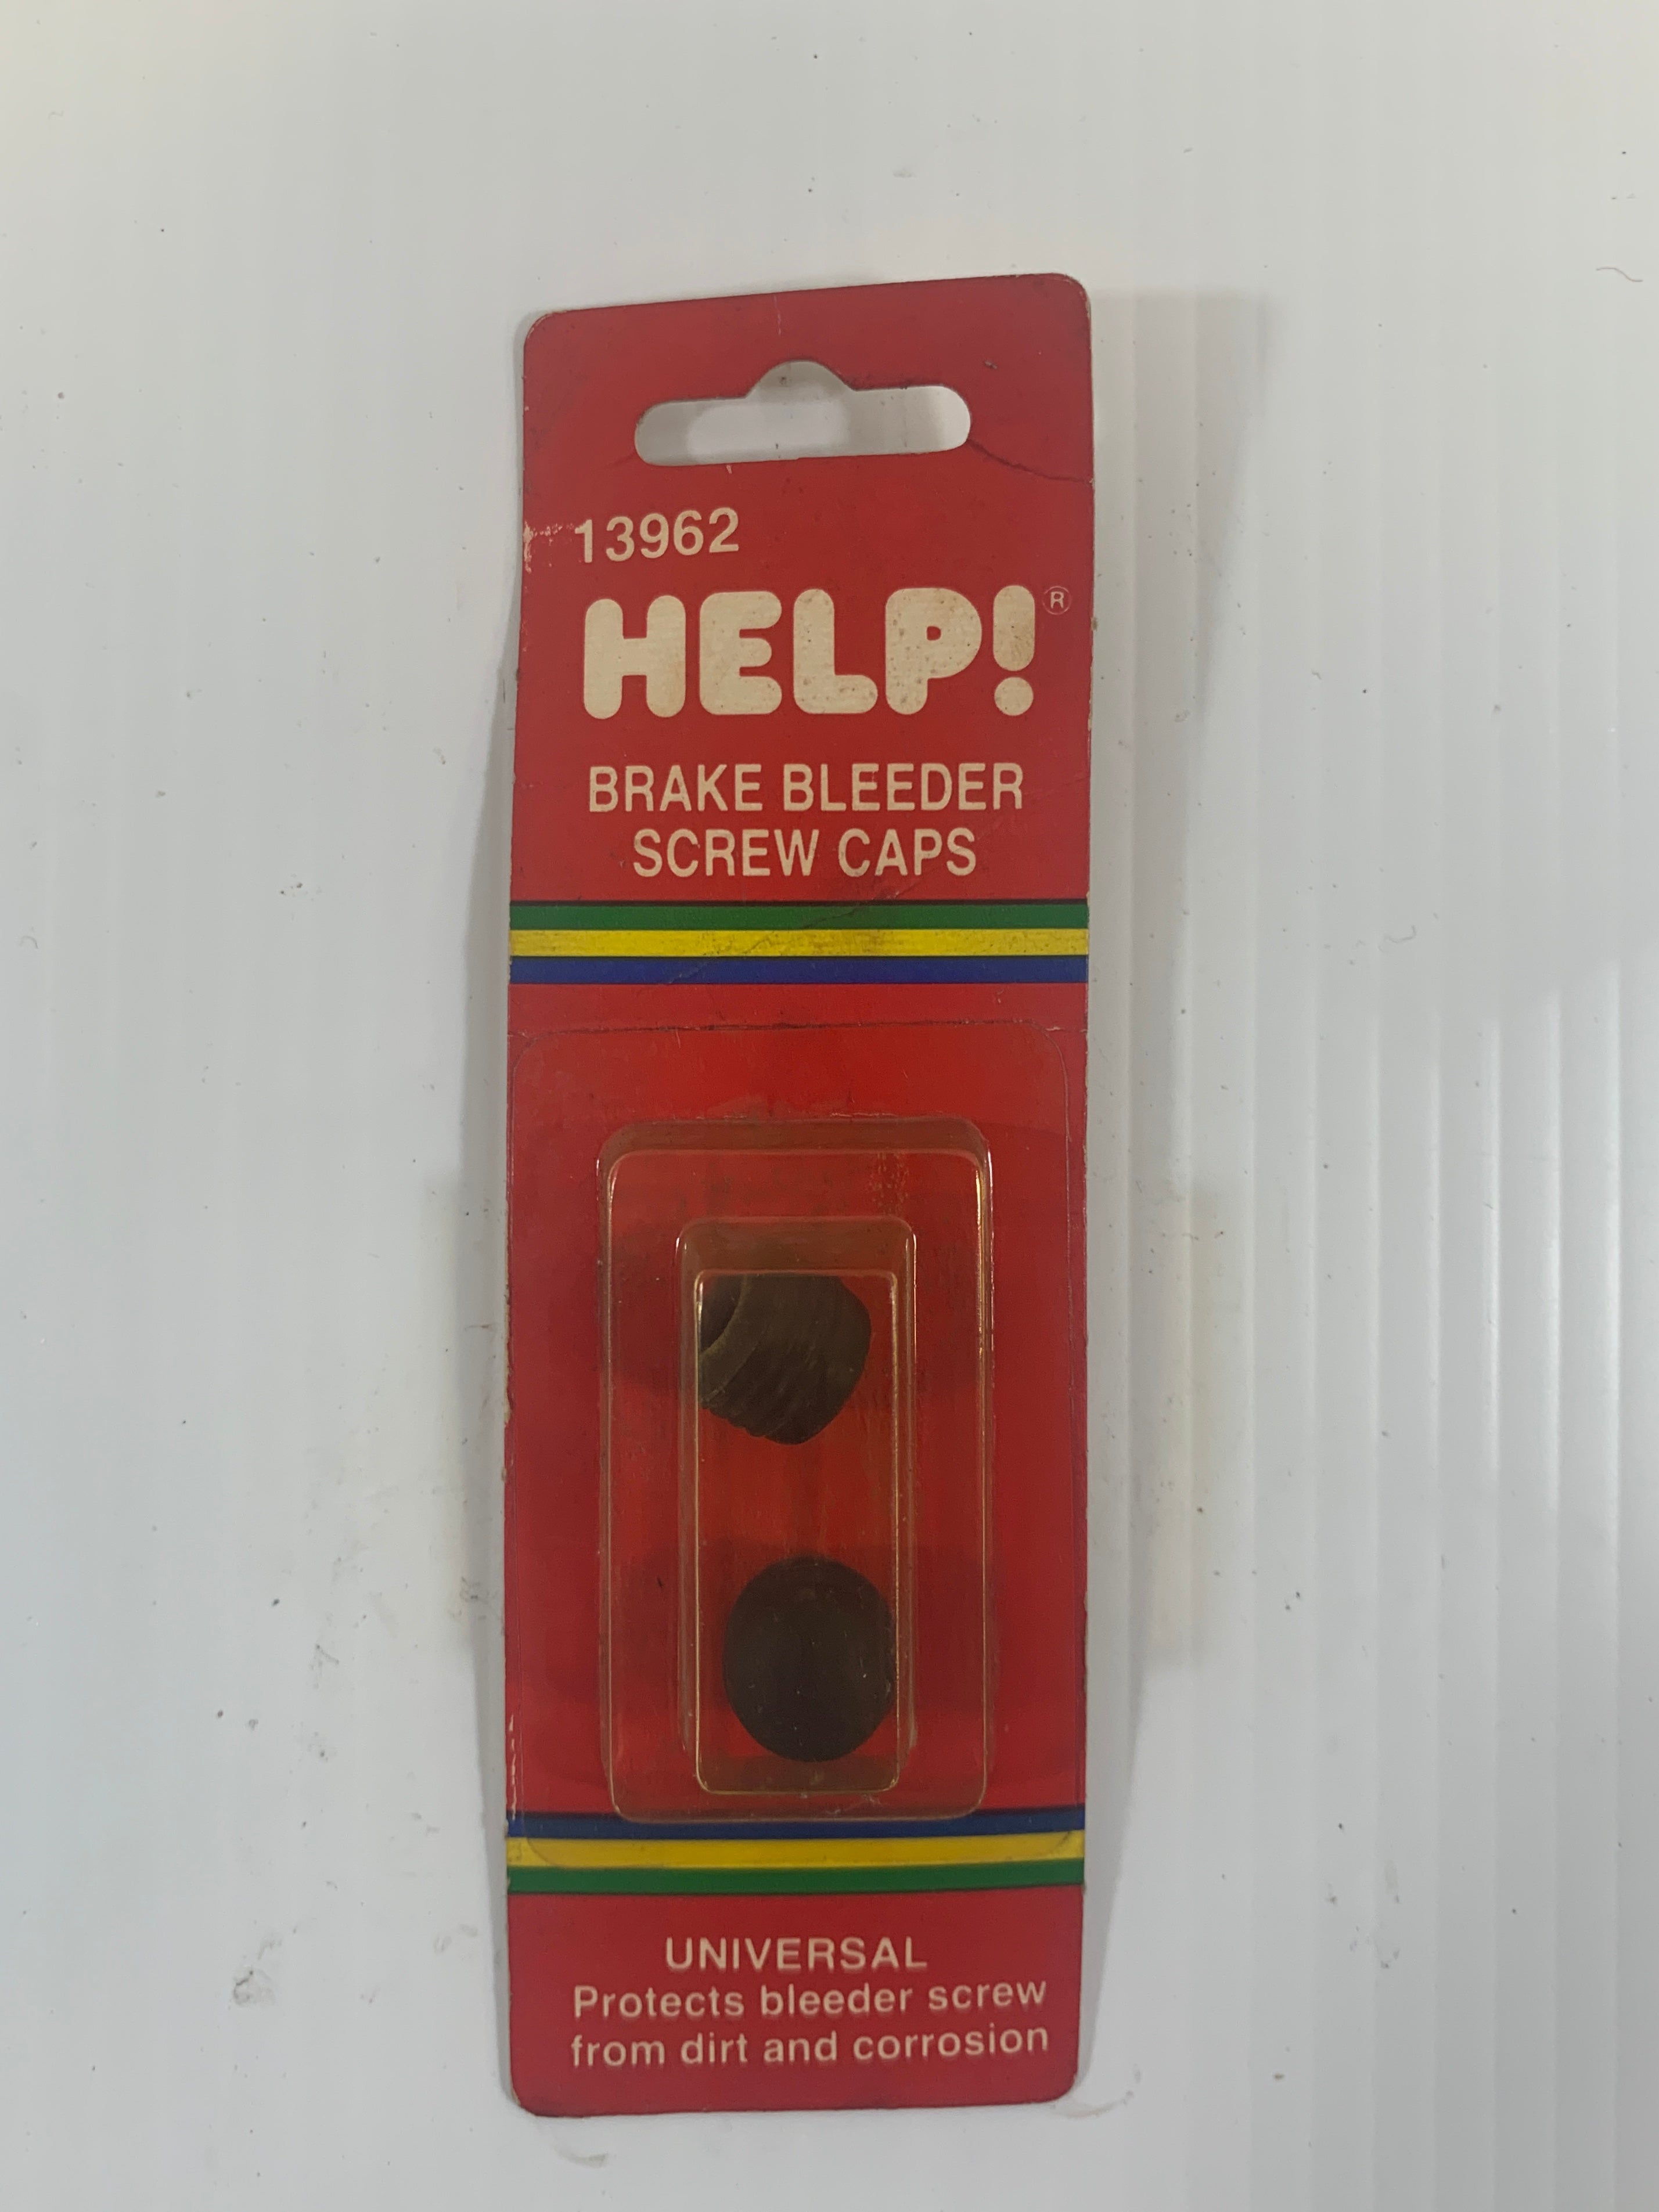 13962
HELP!®
BRAKE BLEEDER
SCREW CAPS
UNIVERSAL
Protects bleeder screw
from dirt and corrosion